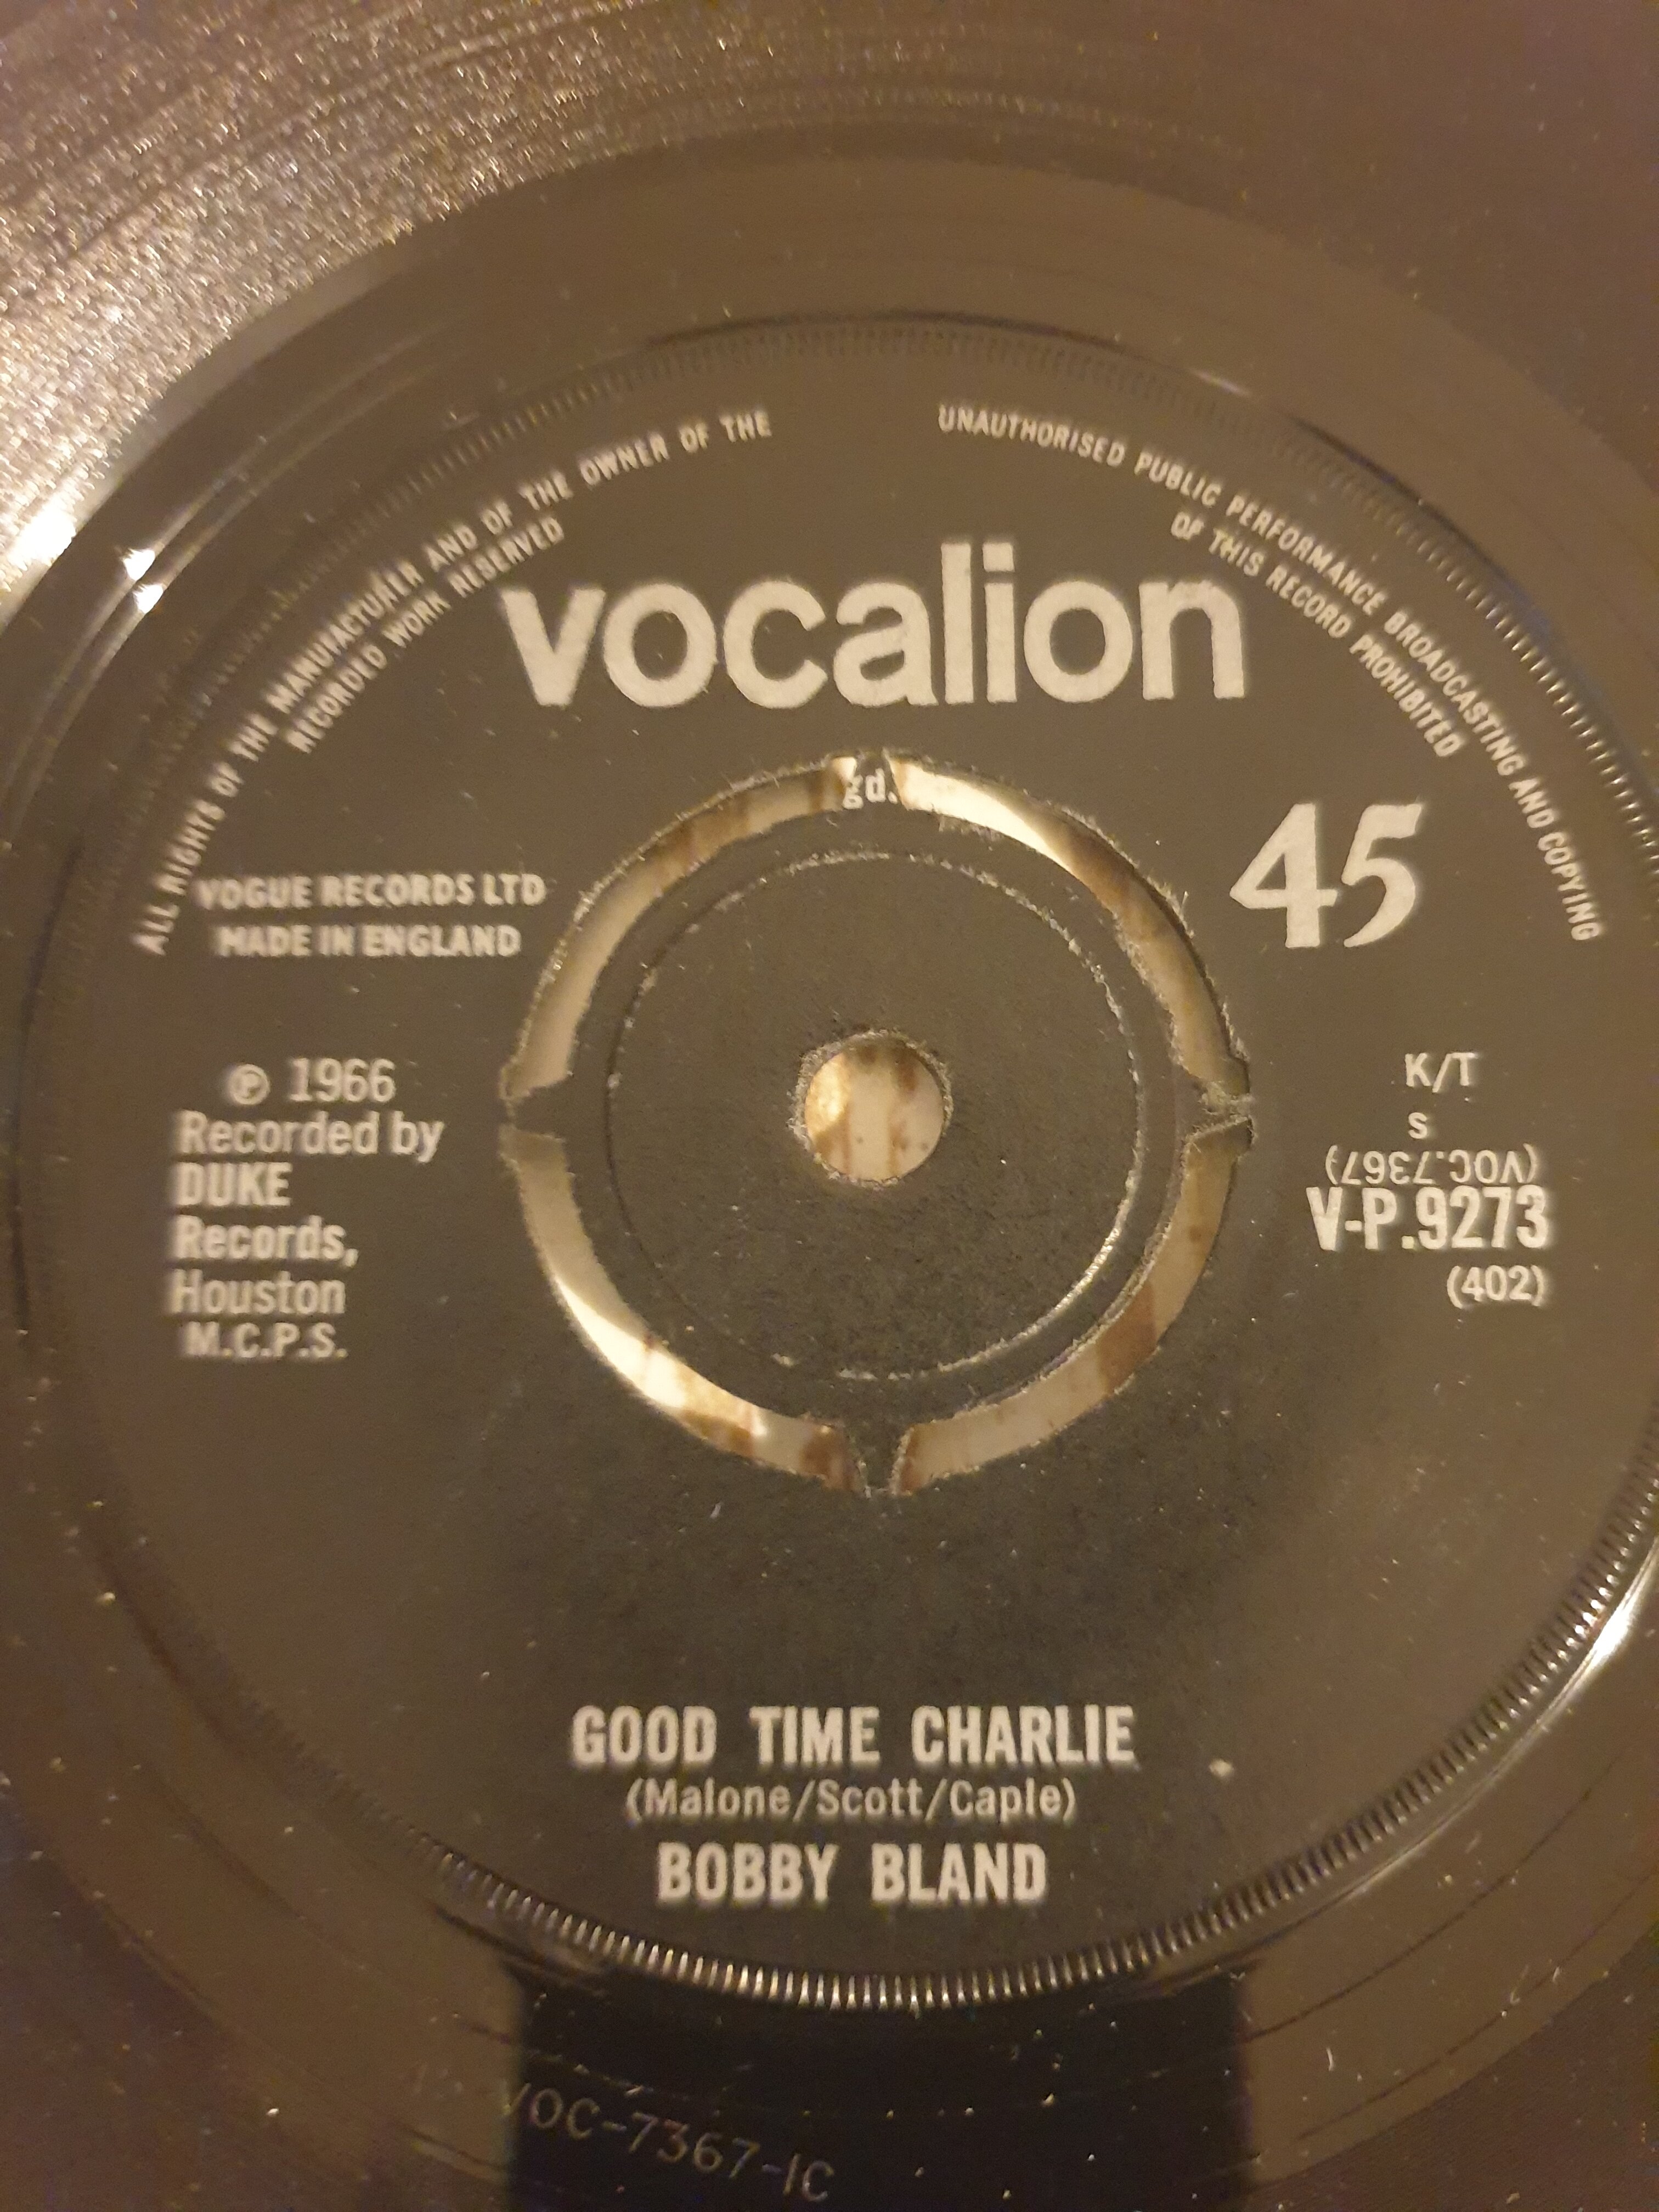 ALL RIGHTS OF THE MANUFACTURER AND OF THE OWNER OF THE
RECORDED WORK RESERVED
UNAUTHORISED PUBLIC PERFORMANCE BROADCASTING AND COPYING
OF THIS RECORD PROHIBITED
vocalion
gd.
45
VOGUE RECORDS LTD
MADE IN ENGLAND
℗ 1966
Recorded by
DUKE
Records,
Houston
M.C.P.S.
K/T
S
(VOC.7367)
V-P.9273
(402)
GOOD TIME CHARLIE
(Malone/Scott/Caple)
BOBBY BLAND
VOC-7367-1C